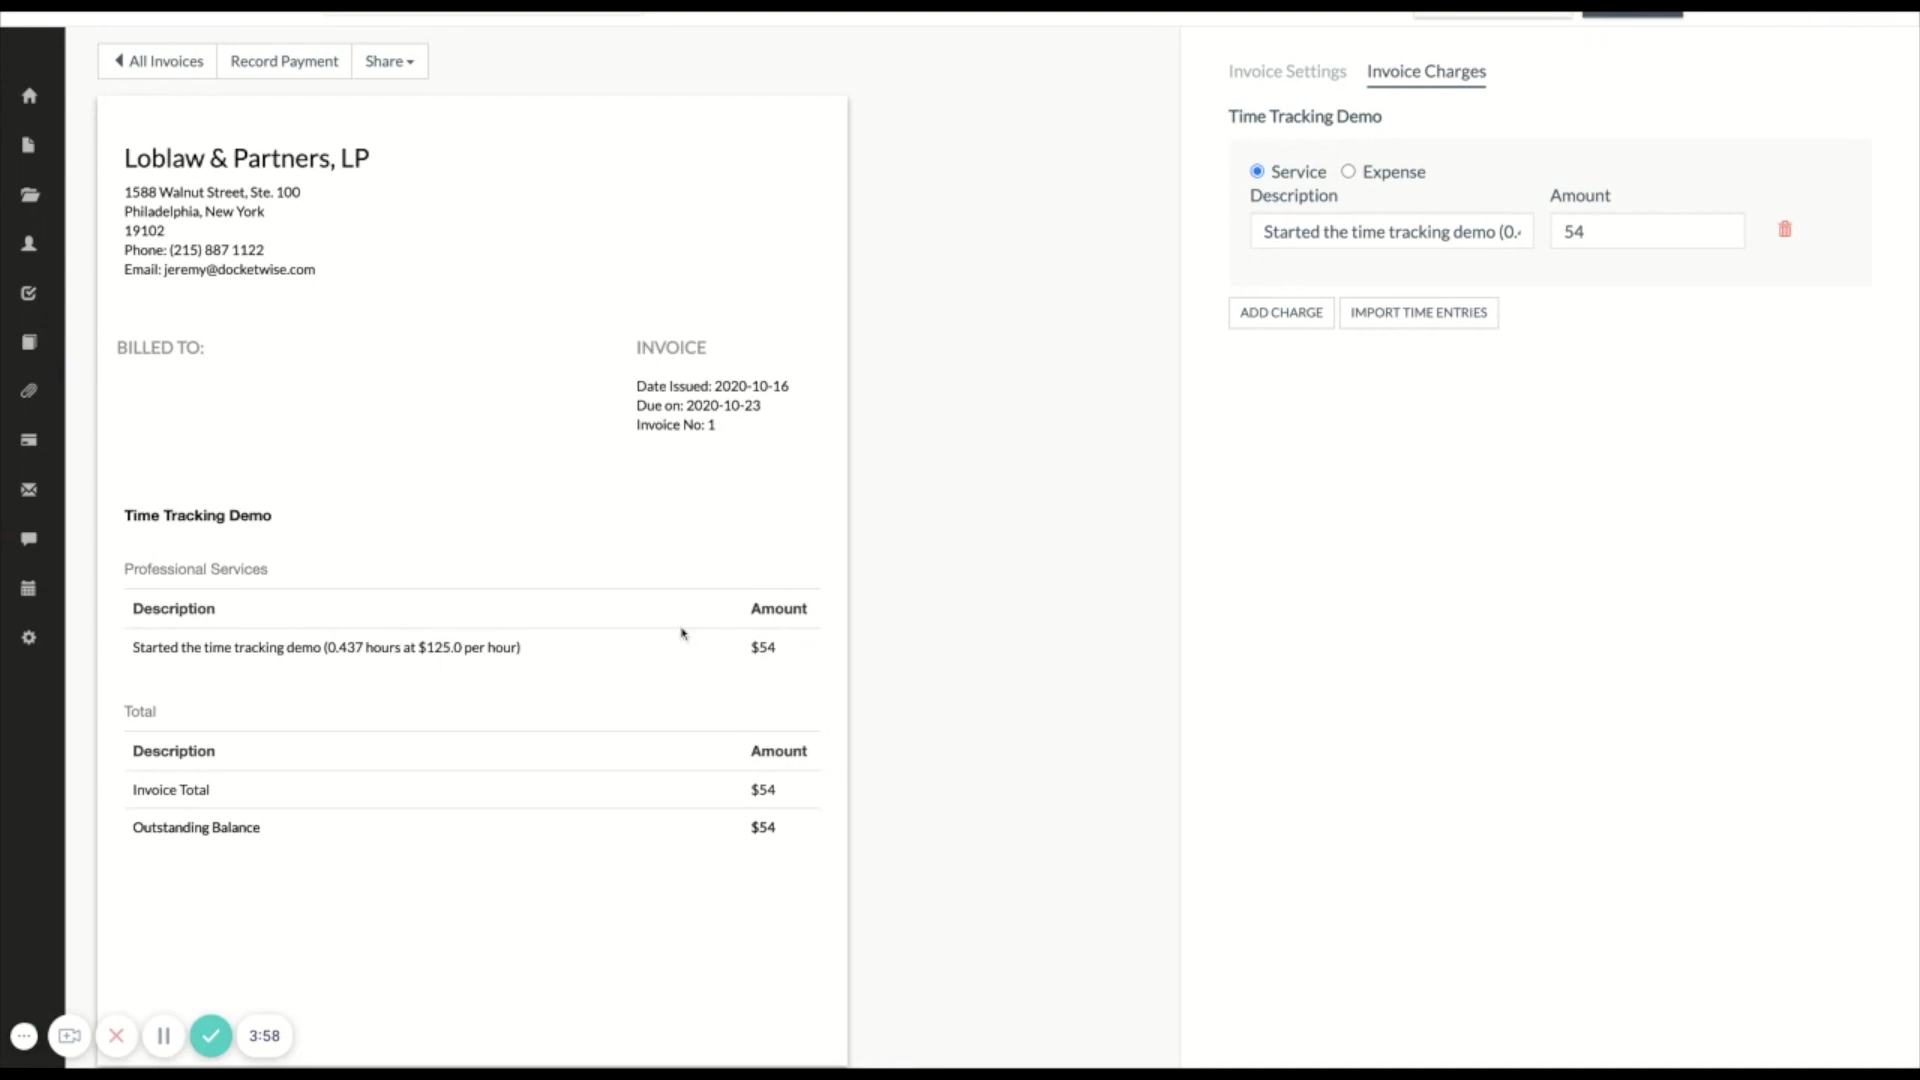 All Invoices
Record Payment
Share
Loblaw & Partners, LP
1588 Walnut Street, Ste. 100
Philadelphia, New York
19102
Phone: (215) 887 1122
Email: jeremy@docketwise.com
BILLED TO:
INVOICE
Date Issued: 2020-10-16
Due on: 2020-10-23
Invoice No: 1
Time Tracking Demo
Professional Services
Description Amount
Started the time tracking demo (0.437 hours at $125.0 per hour) $54
Total
Description Amount
Invoice Total $54
Outstanding Balance $54
3:58
Invoice Settings Invoice Charges
Time Tracking Demo
Service Expense
Description Amount
Started the time tracking demo (0. 54
ADD CHARGE IMPORT TIME ENTRIES